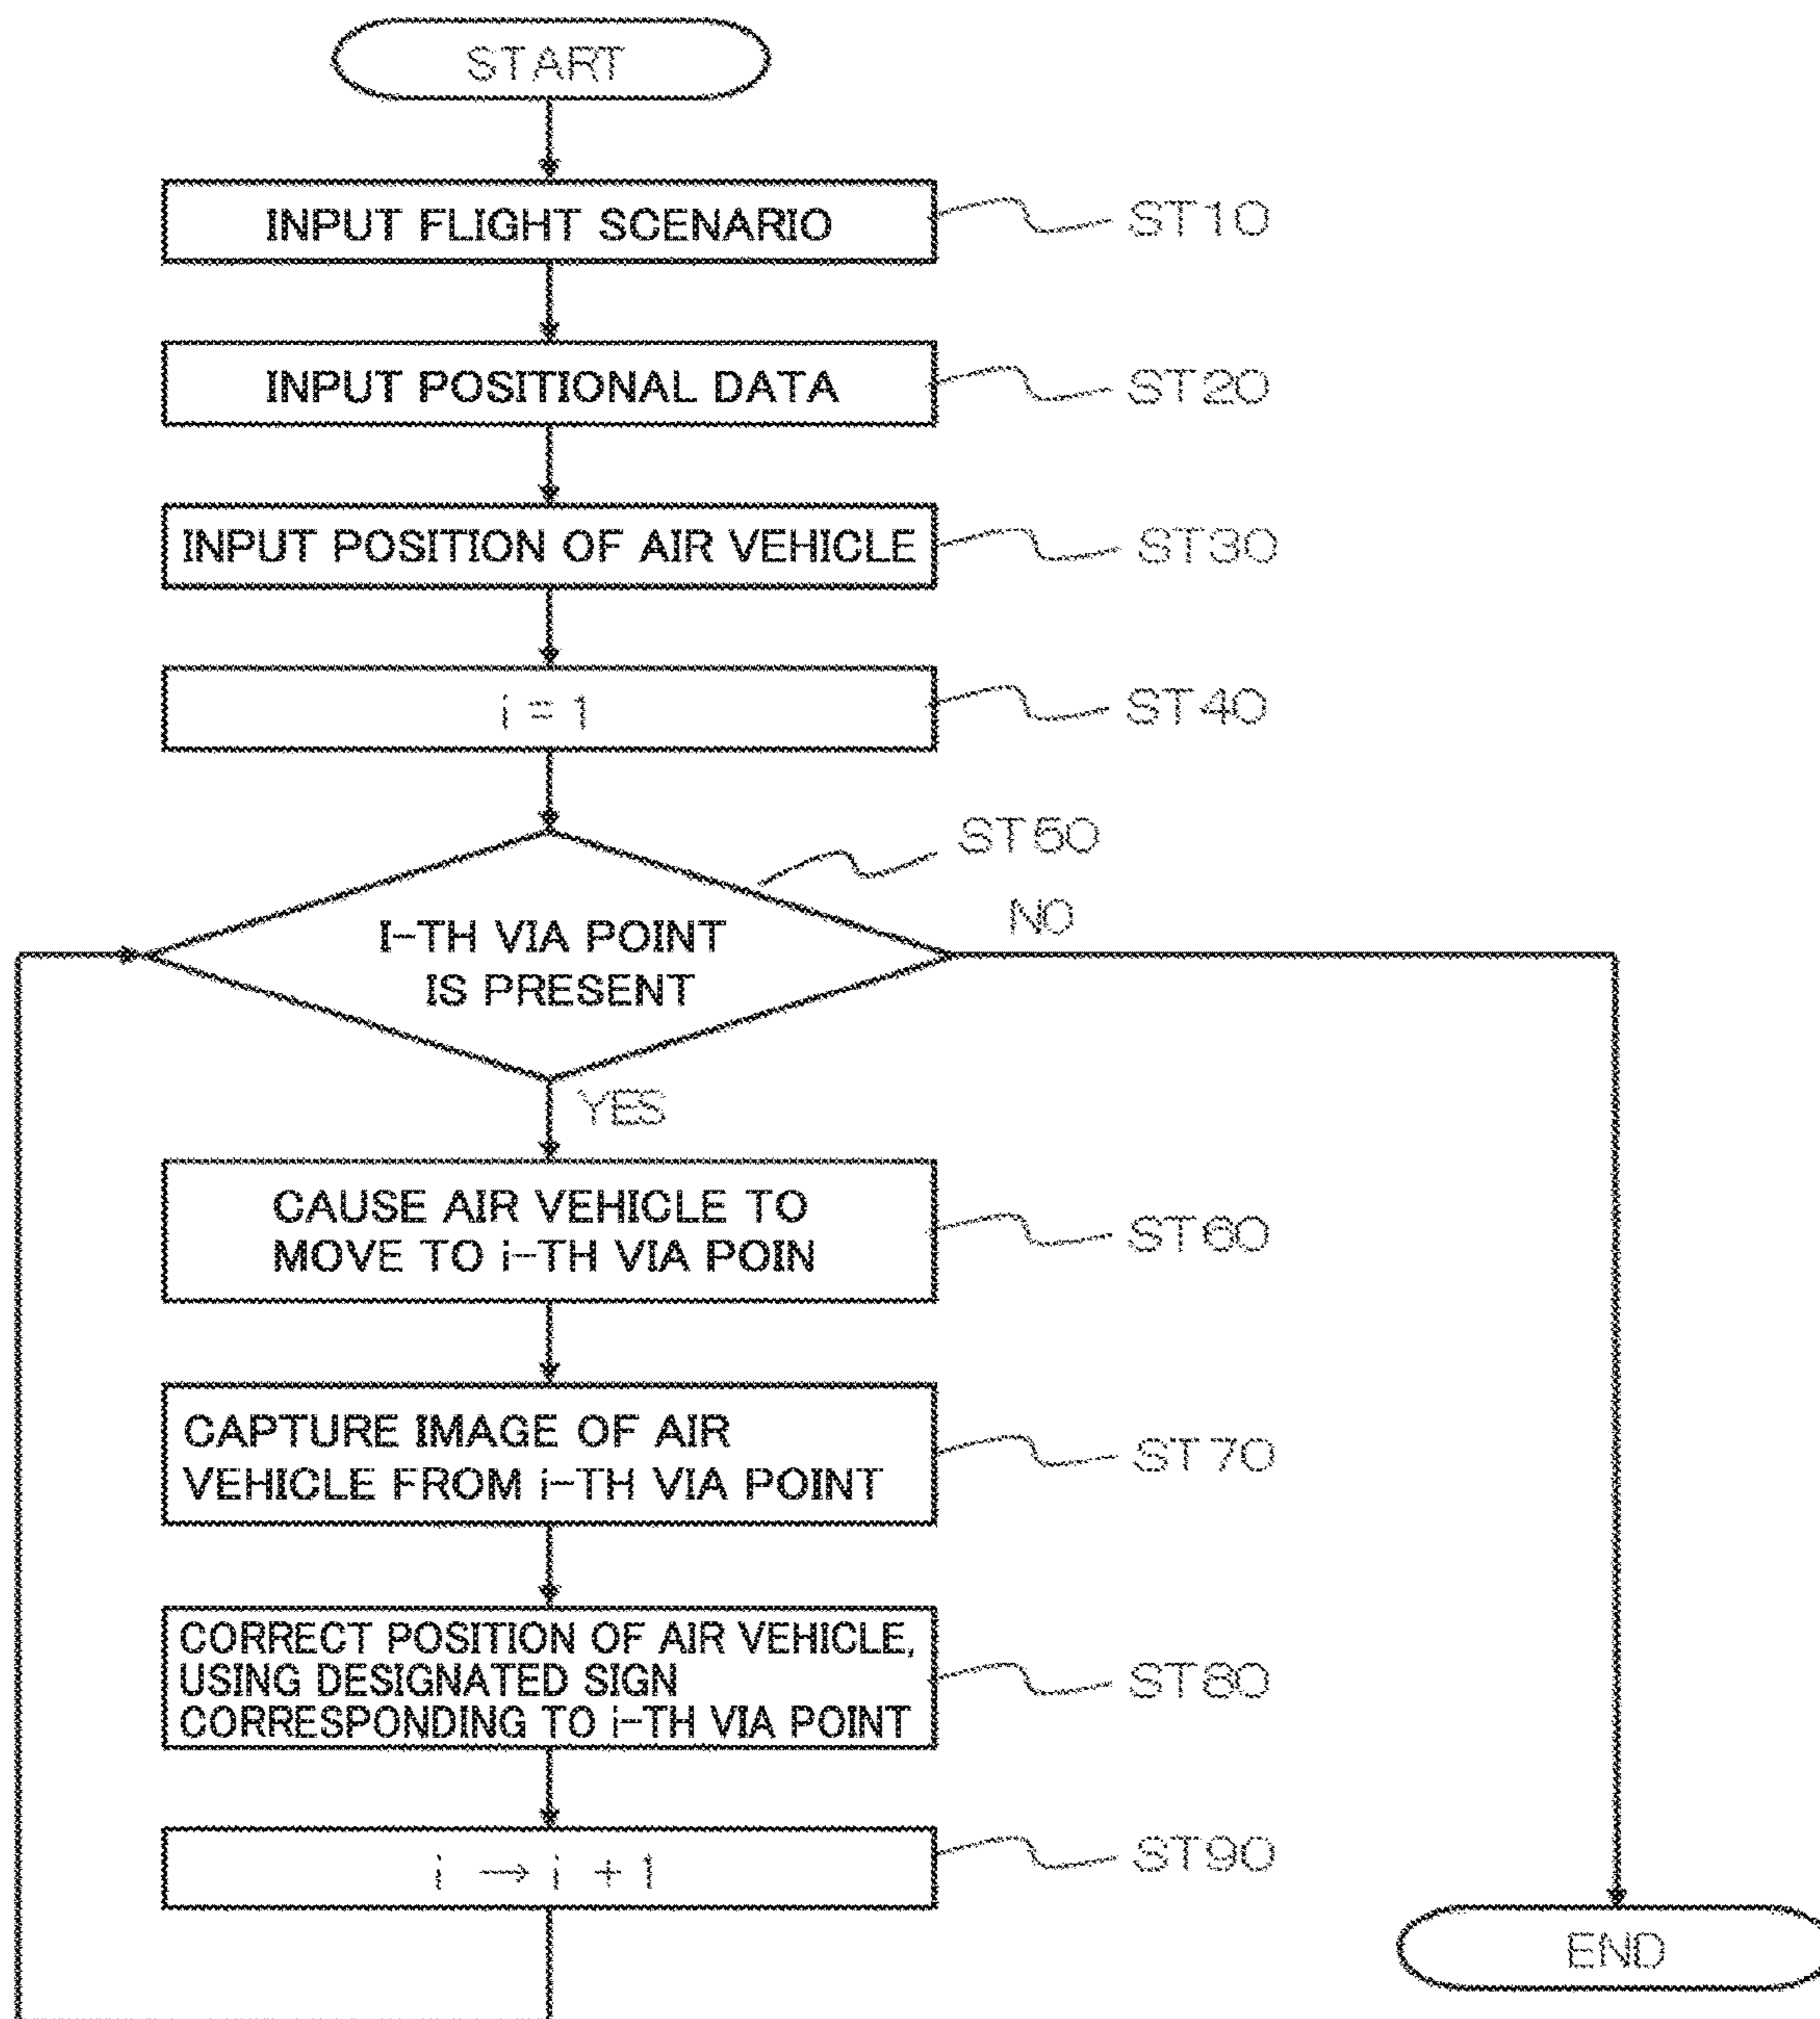 START
INPUT FLIGHT SCENARIO
ST10
INPUT POSITIONAL DATA
ST20
INPUT POSITION OF AIR VEHICLE
ST30
i = 1
ST40
ST50
NO
I-TH VIA POINT
IS PRESENT
YES
CAUSE AIR VEHICLE TO
MOVE TO i-TH VIA POIN
ST60
CAPTURE IMAGE OF AIR
VEHICLE FROM i-TH VIA POINT
ST70
CORRECT POSITION OF AIR VEHICLE,
USING DESIGNATED SIGN
CORRESPONDING TO i-TH VIA POINT
ST80
i → i + 1
ST90
END